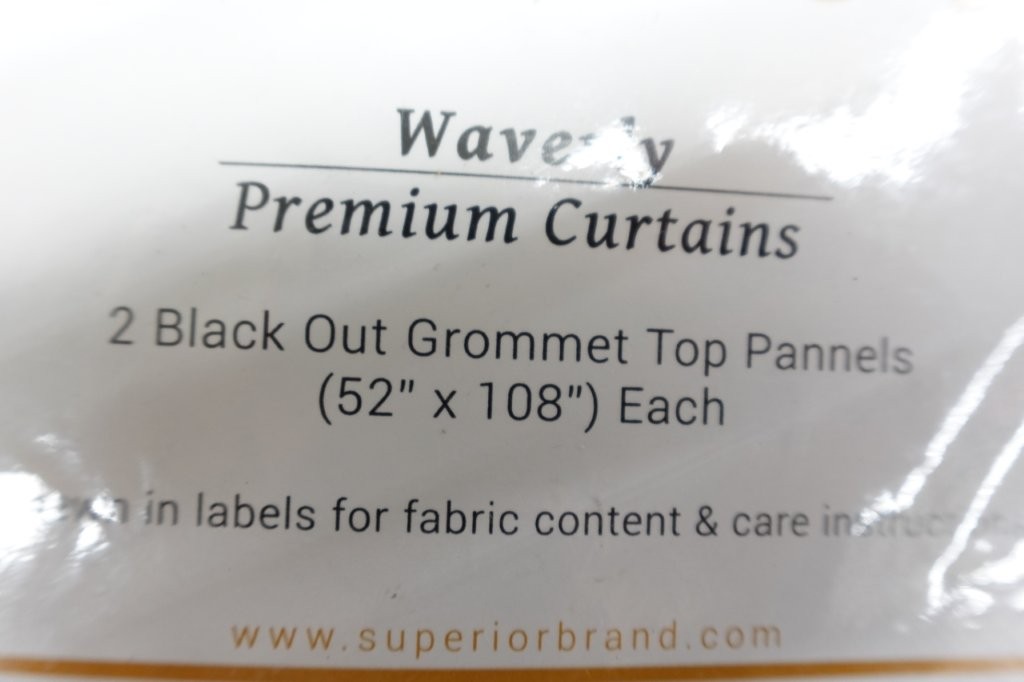 Waverly
Premium Curtains
2 Black Out Grommet Top Pannels
(52" x 108") Each
in labels for fabric content & care
www.superiorbrand.com